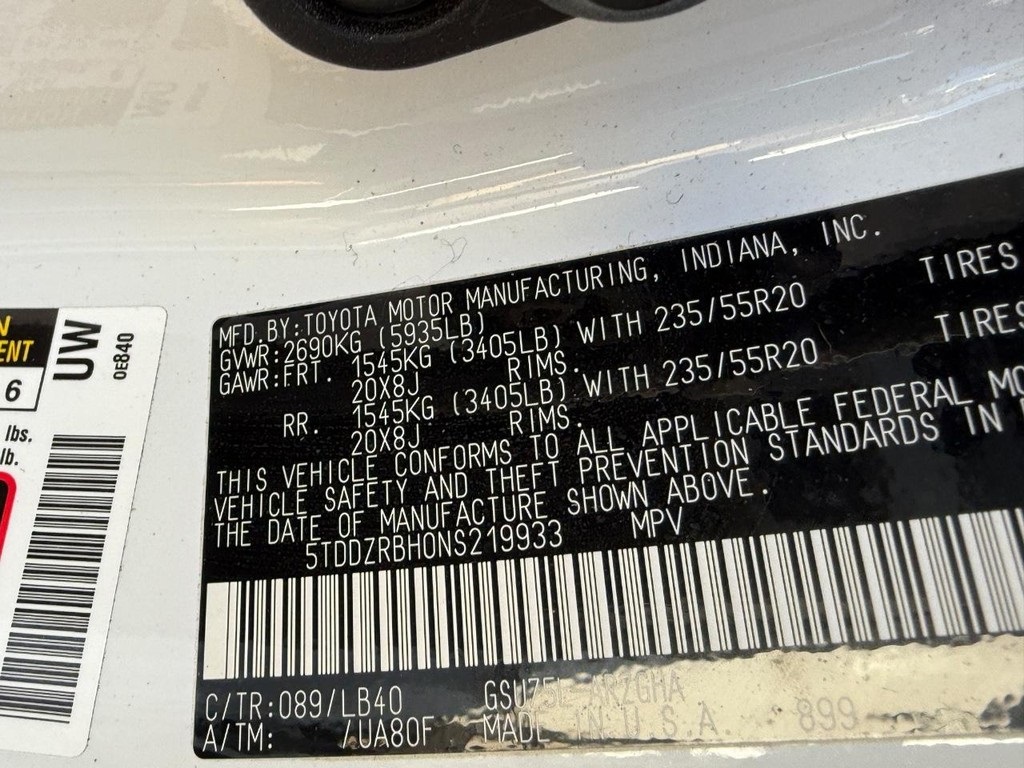 N
ENT
6
lbs.
lb.
UW
0E840
MFD.BY:TOYOTA MOTOR MANUFACTURING, INDIANA, INC.
GVWR:2690KG (5935LB)
GAWR:FRT. 1545KG (3405LB) WITH 235/55R20 TIRES
20X8J RIMS.
RR. 1545KG (3405LB) WITH 235/55R20 TIRES
20X8J RIMS.
THIS VEHICLE CONFORMS TO ALL APPLICABLE FEDERAL MO
VEHICLE SAFETY AND THEFT PREVENTION STANDARDS IN
THE DATE OF MANUFACTURE SHOWN ABOVE.
5TDDZRBH0NS219933 MPV
C/TR:089/LB40 GSU75L-ARZGHA
A/TM: /UA80F MADE IN U.S.A. 899